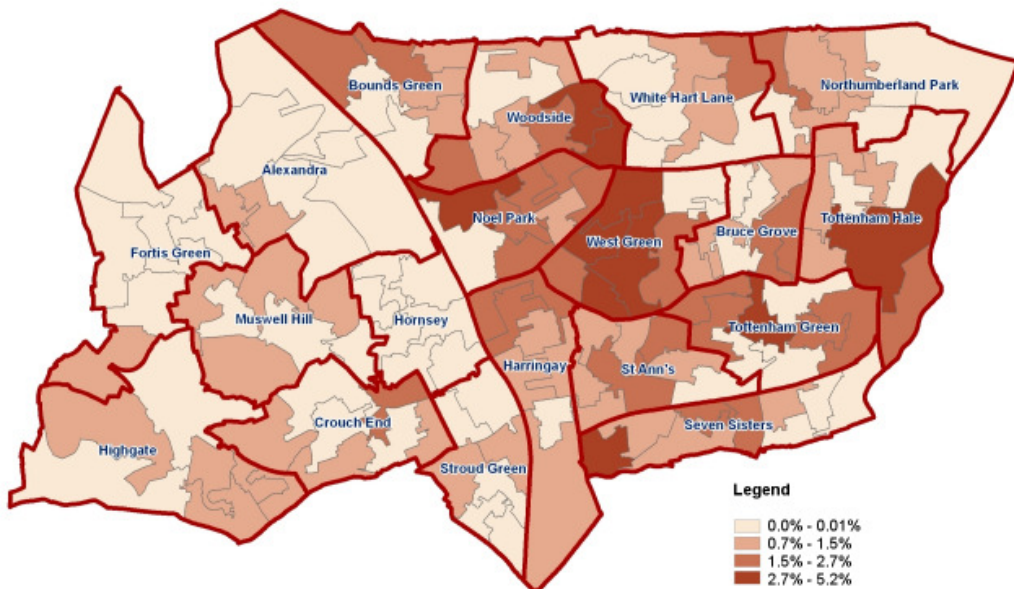 Bounds Green
Northumberland Park
White Hart Lane
Woodside
Alexandra
Noel Park
Tottenham Hale
Bruce Grove
West Green
Fortis Green
Muswell Hill
Hornsey
Tottenham Green
Harringay
St Ann's
Crouch End
Seven Sisters
Highgate
Stroud Green
Legend
0.0% - 0.01%
0.7% - 1.5%
1.5% - 2.7%
2.7% - 5.2%